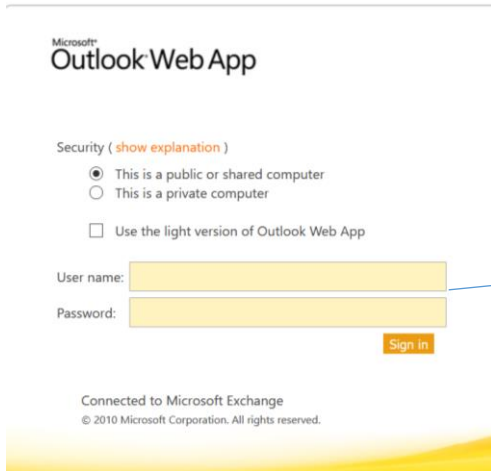 Microsoft®
Outlook Web App
Security ( show explanation )
This is a public or shared computer
This is a private computer
Use the light version of Outlook Web App
User name:
Password:
Sign in
Connected to Microsoft Exchange
© 2010 Microsoft Corporation. All rights reserved.